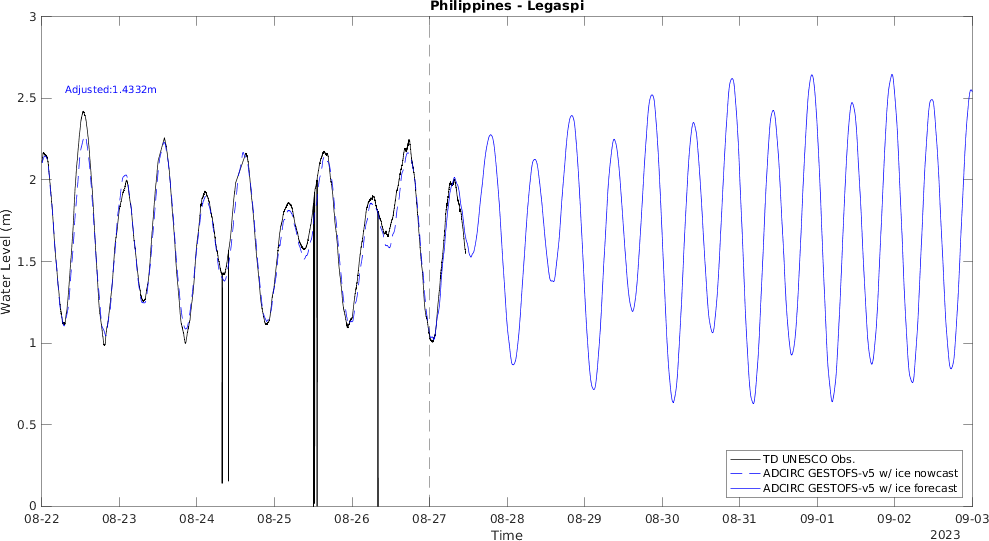 Philippines - Legaspi
3
2.5
2
1.5
1
0.5
0
Water Level (m)
Adjusted:1.4332m
TD UNESCO Obs.
ADCIRC GESTOFS-v5 w/ ice nowcast
ADCIRC GESTOFS-v5 w/ ice forecast
08-22 08-23 08-24 08-25 08-26 08-27 08-28 08-29 08-30 08-31 09-01 09-02 09-03
Time
2023